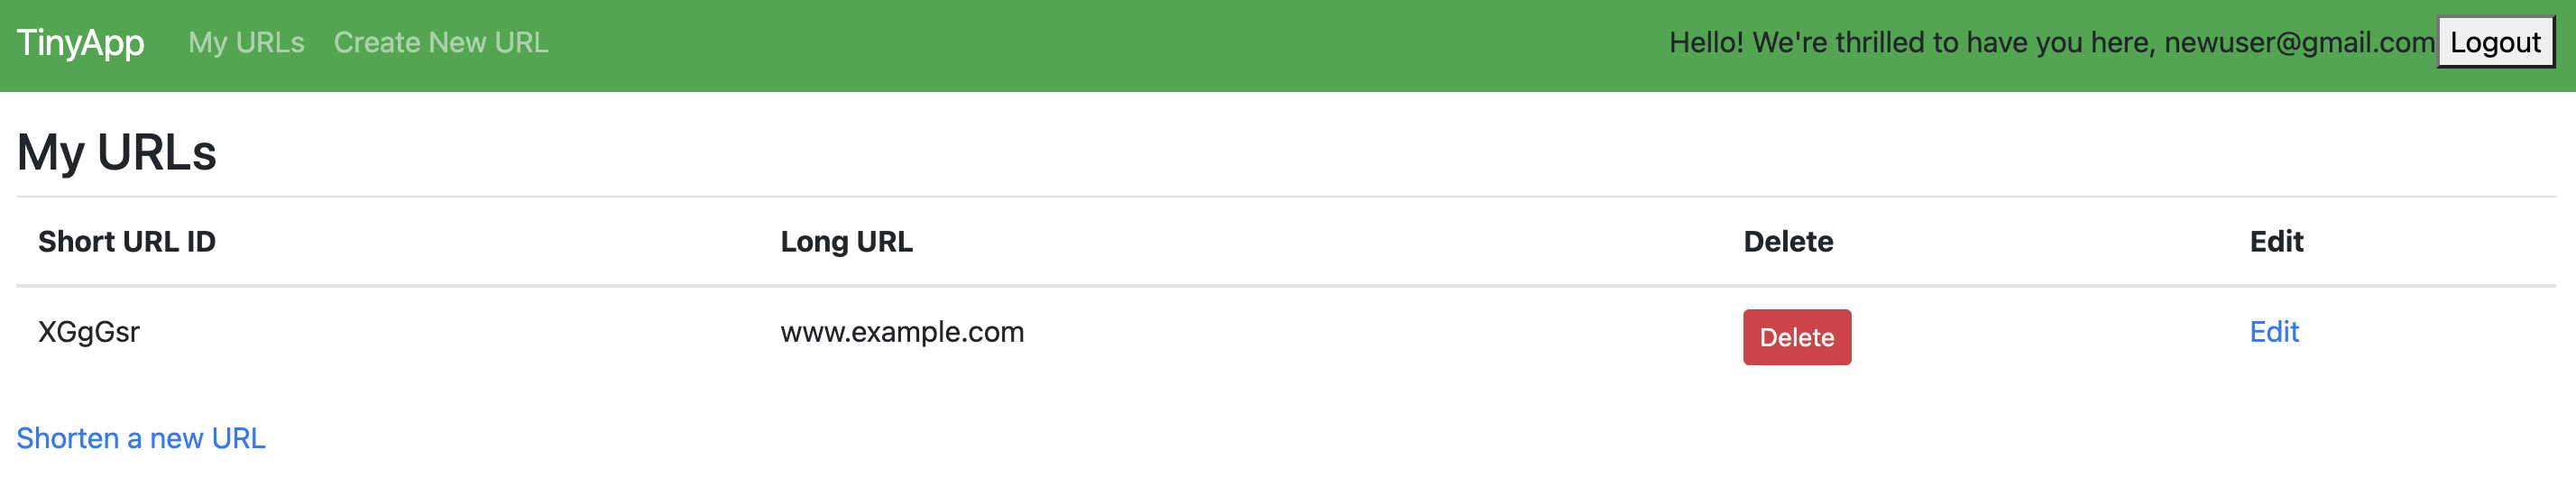 TinyApp My URLs Create New URL Hello! We're thrilled to have you here, newuser@gmail.com Logout
My URLs
Short URL ID Long URL Delete Edit
XGgGsr www.example.com Delete Edit
Shorten a new URL